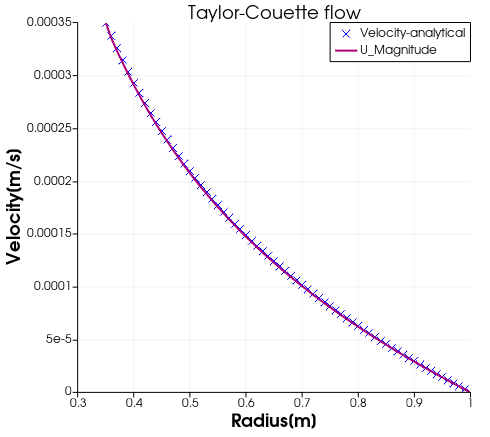 Taylor-Couette flow
Velocity-analytical
U_Magnitude
0.00035
0.0003
0.00025
0.0002
0.00015
0.0001
5e-5
0
Velocity(m/s)
0.3 0.4 0.5 0.6 0.7 0.8 0.9 1
Radius(m)